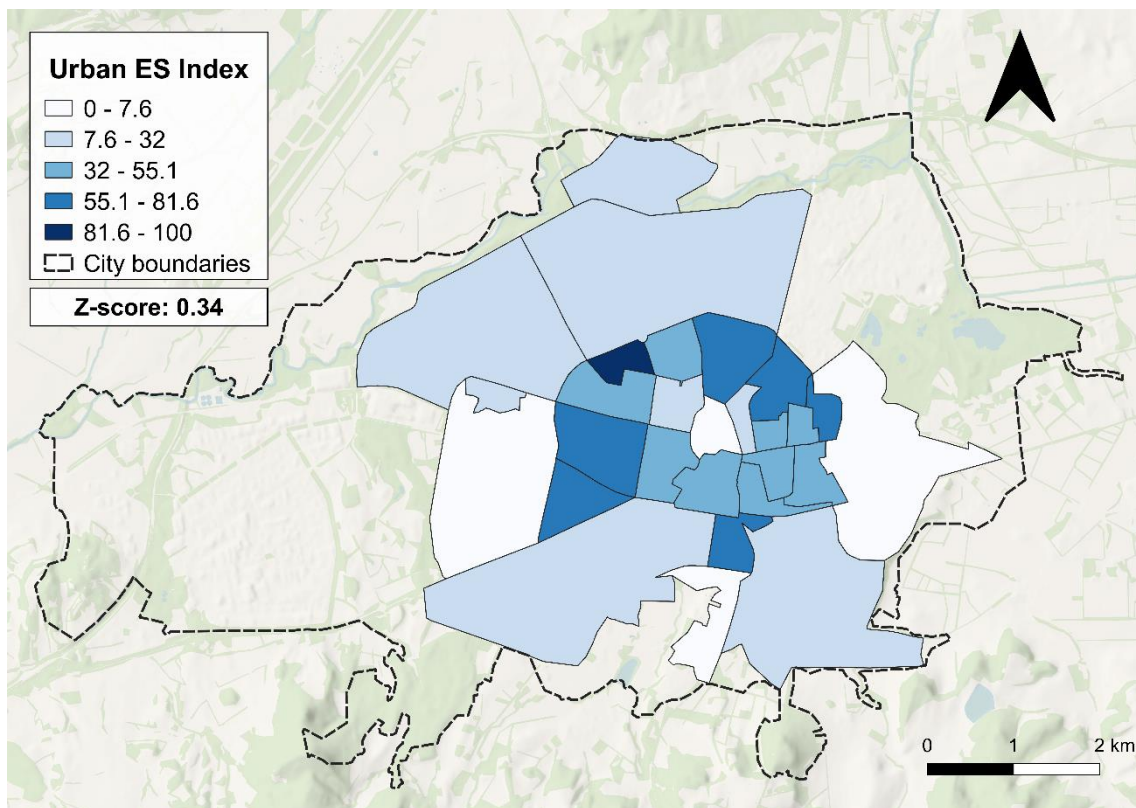 Urban ES Index
0 - 7.6
7.6 - 32
32 - 55.1
55.1 - 81.6
81.6 - 100
City boundaries
Z-score: 0.34
0 1 2 km